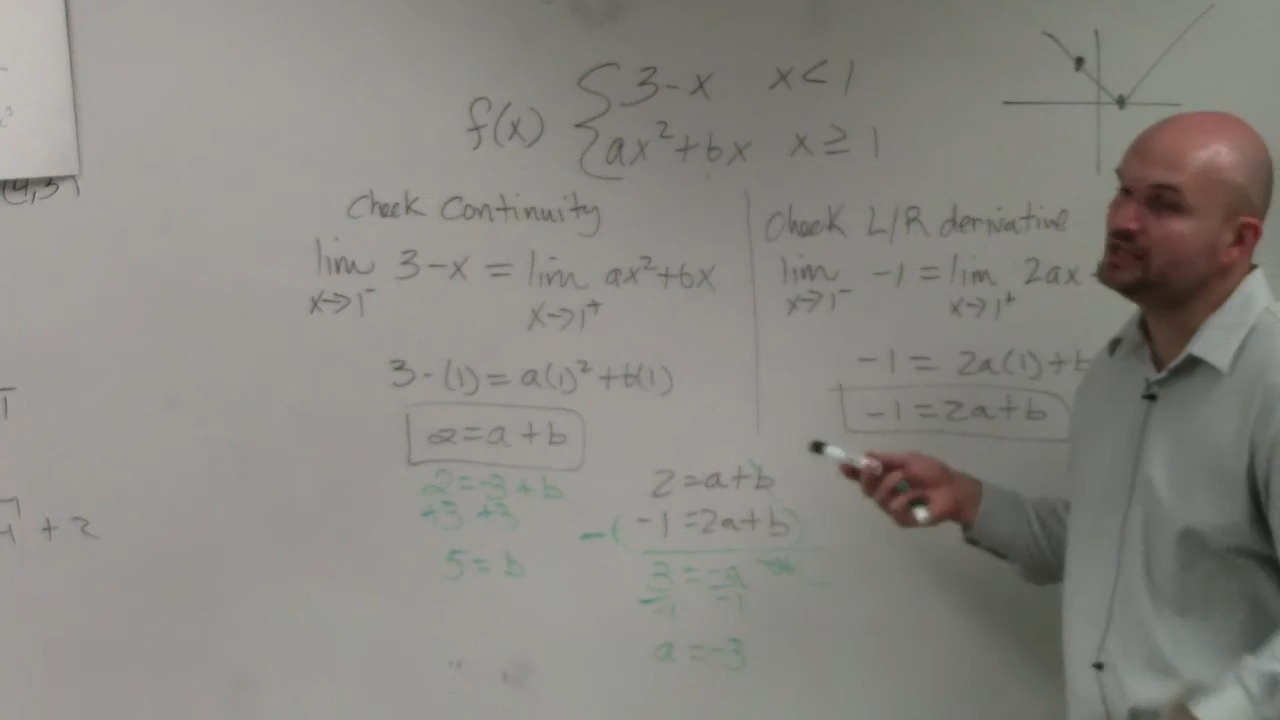 f(x) { 3-x x<1
ax²+bx x≥1
(4,3)
Check Continuity
lim 3-x = lim ax²+bx
x→1⁻ x→1⁺
3-(1) = a(1)²+b(1)
2=a+b
2=-3+b
+3 +3
5=b
Check L/R derivative
lim -1 = lim 2ax
x→1⁻ x→1⁺
-1 = 2a(1)+b
-1=2a+b
2=a+b
-(-1=2a+b)
3=-a
-1 -1
a=-3
+2